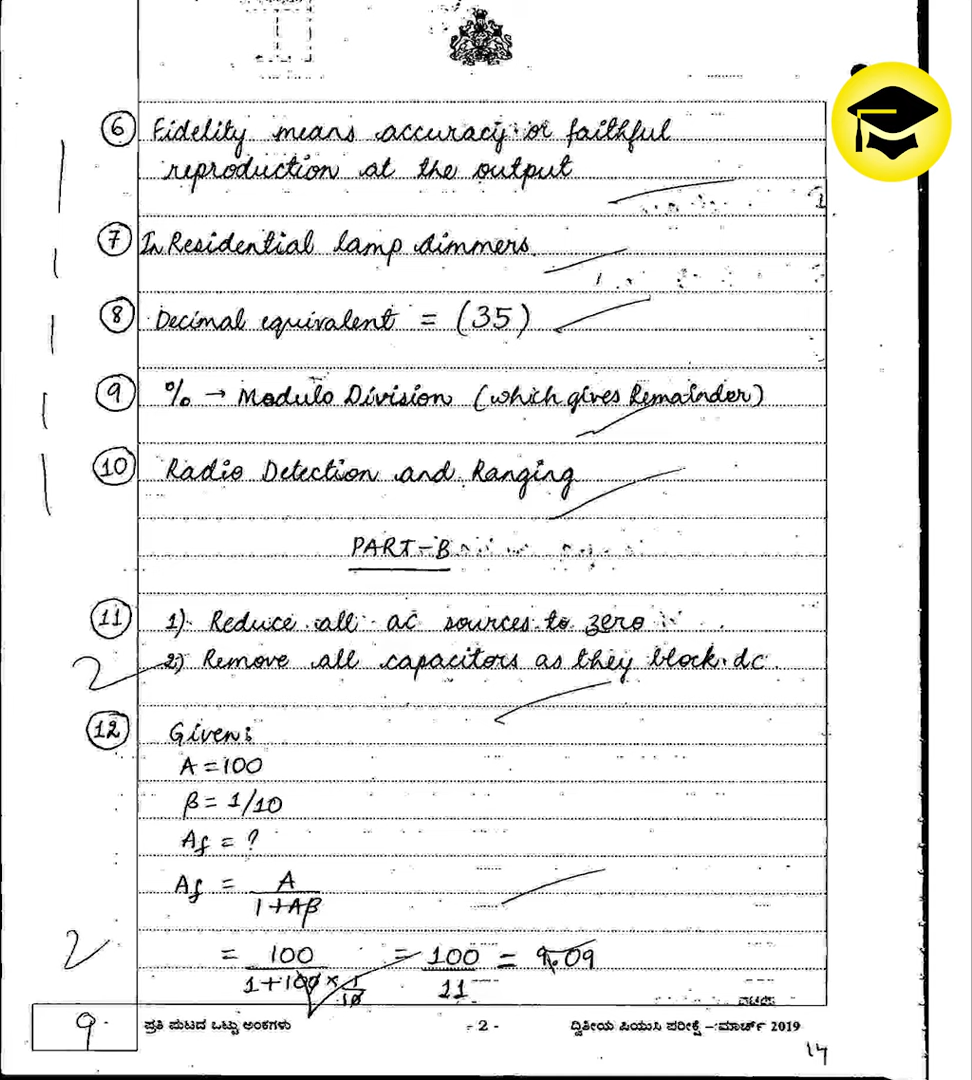 6 Fidelity means accuracy or faithful
reproduction at the output
7 In Residential lamp dimmers.
8 Decimal equivalent = (35)
9 % → Modulo Division (which gives Remainder)
10 Radio Detection and Ranging
PART-B
11 1) Reduce all ac sources to zero
2 2) Remove all capacitors as they block dc.
12 Given:
A = 100
β = 1/10
Af = ?
Af = A / 1+Aβ
2 = 100 / 1+100 × 1/10 = 100 / 11 = 9.09
9
ಪ್ರತಿ ಪುಟದ ಒಟ್ಟು ಅಂಕಗಳು - 2 - ದ್ವಿತೀಯ ಪಿಯುಸಿ ಪರೀಕ್ಷೆ – ಮಾರ್ಚ್ 2019
14